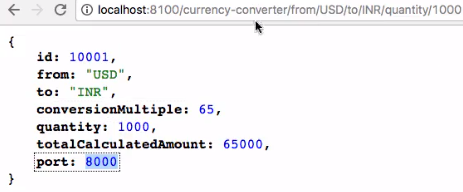 localhost:8100/currency-converter/from/USD/to/INR/quantity/1000
{
id: 10001,
from: "USD",
to: "INR",
conversionMultiple: 65,
quantity: 1000,
totalCalculatedAmount: 65000,
port: 8000
}